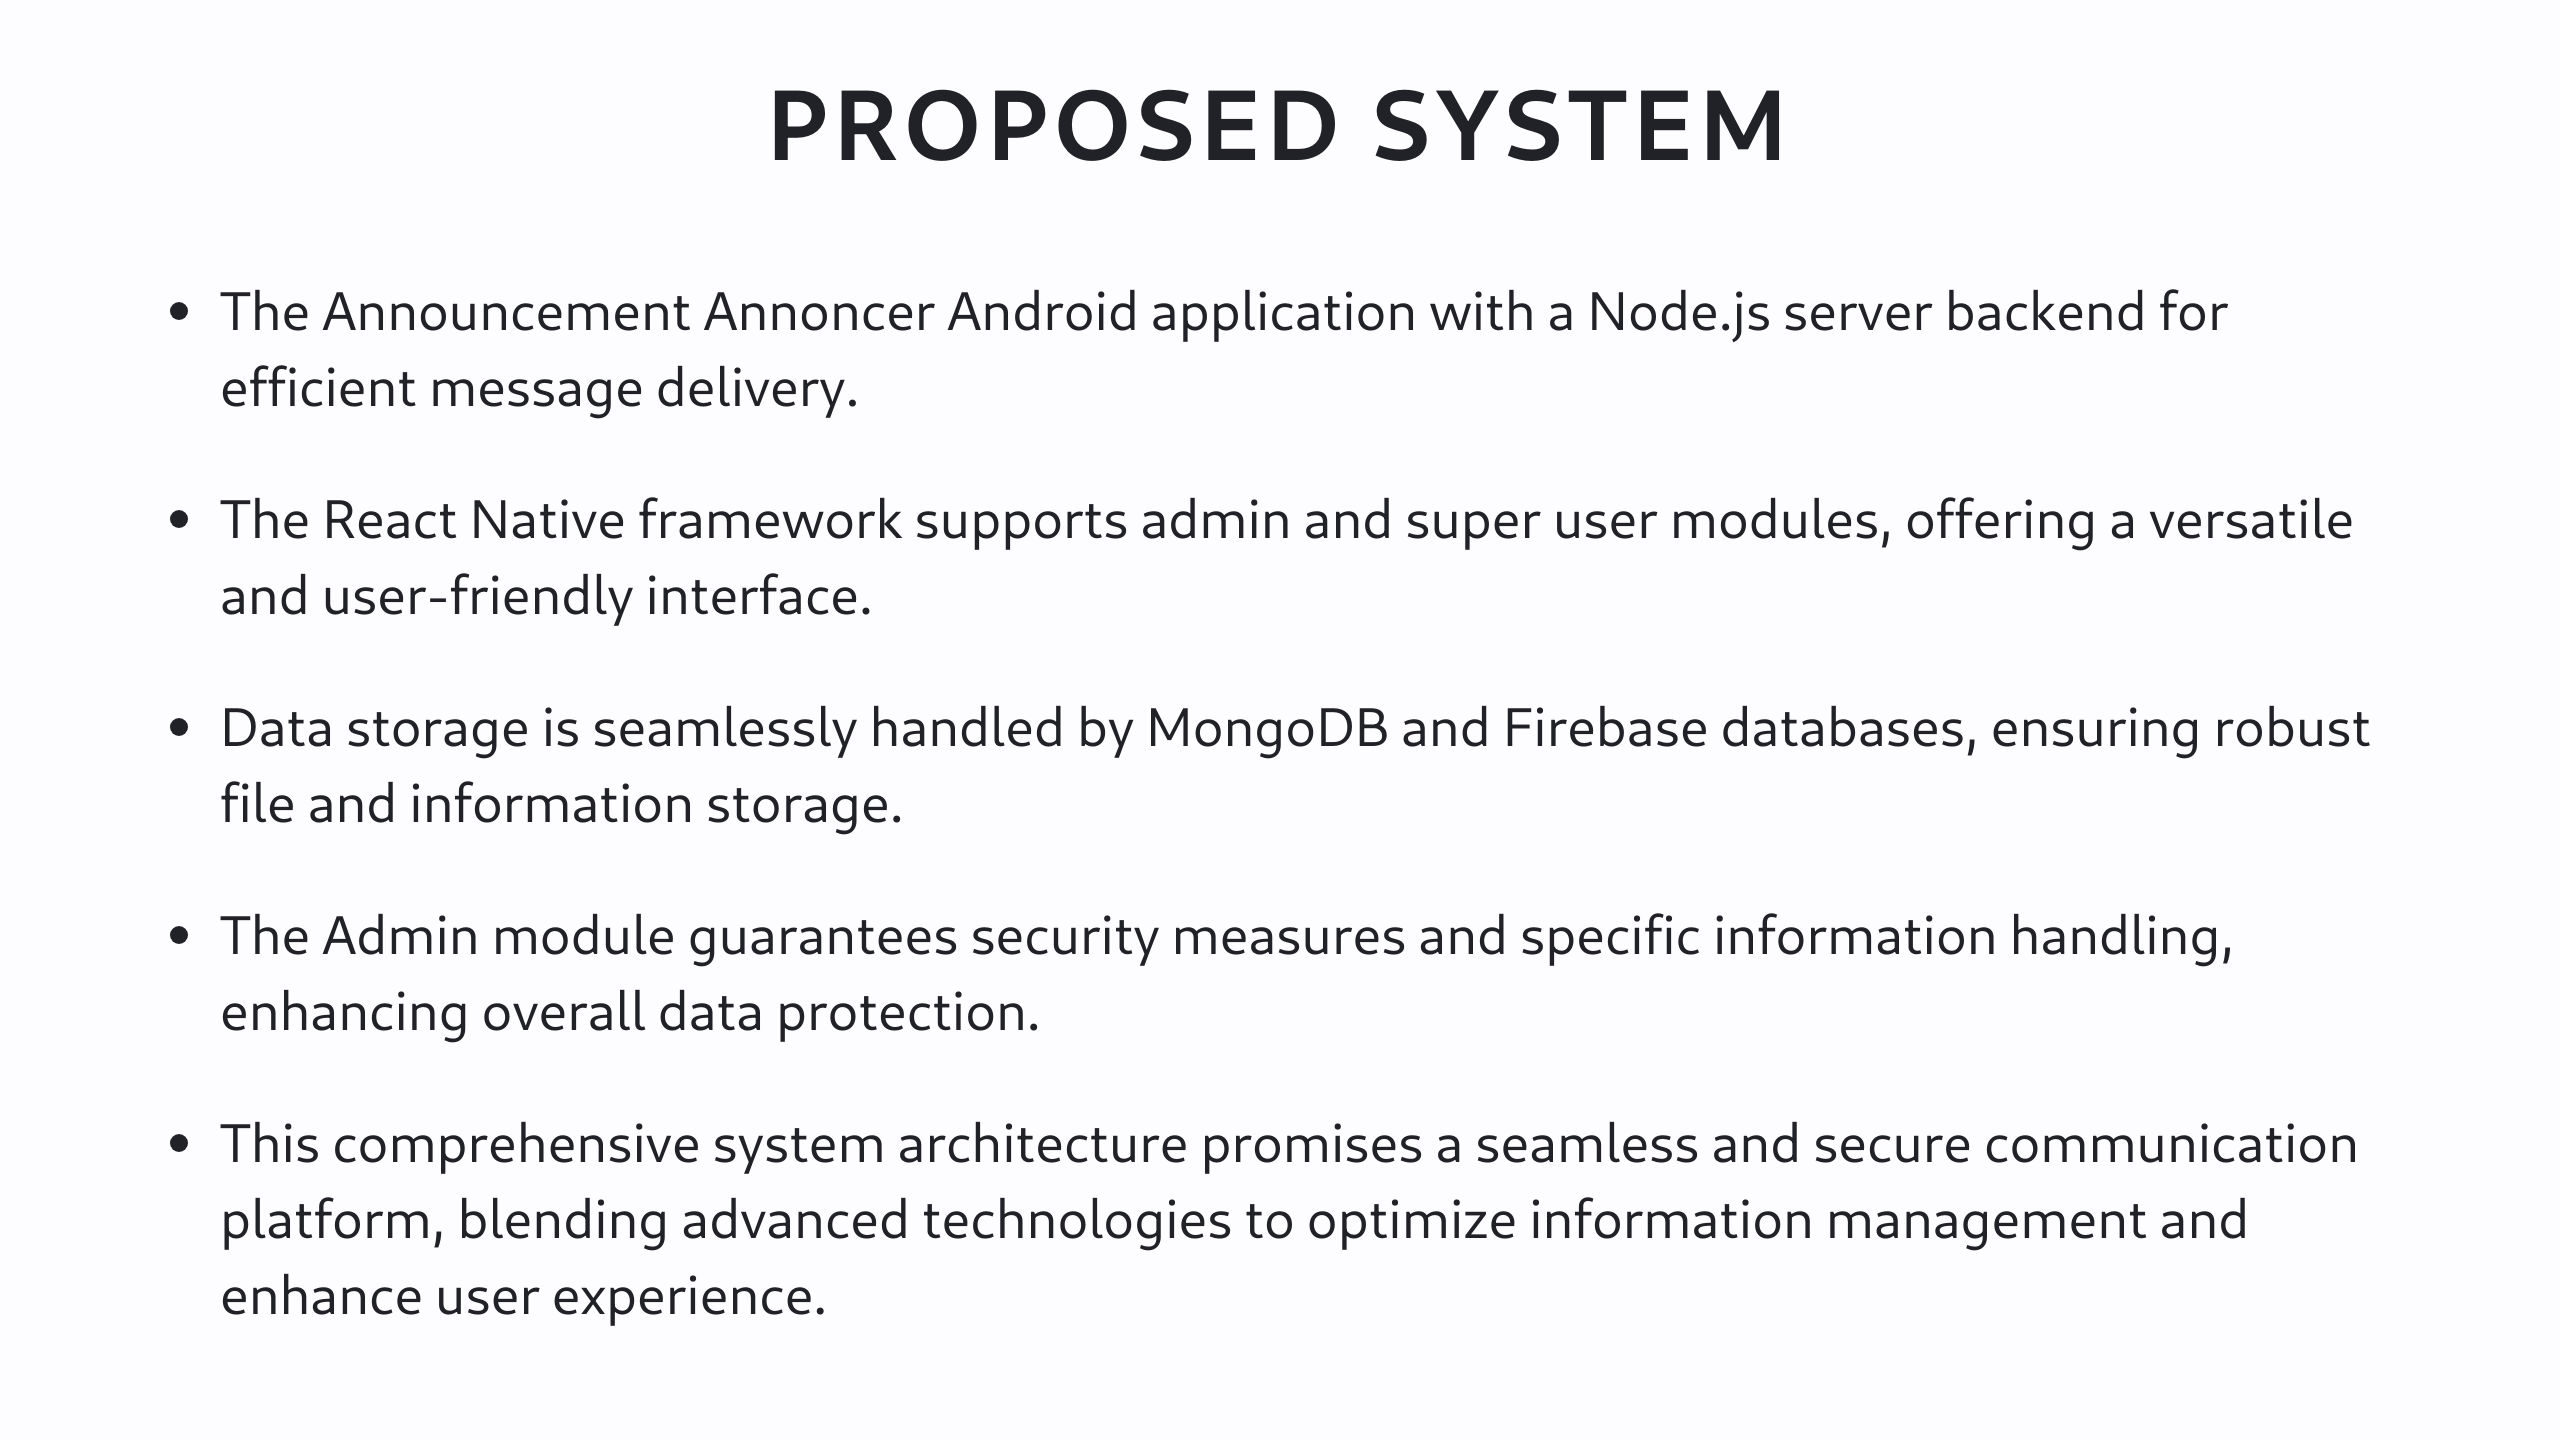 PROPOSED SYSTEM
• The Announcement Annoncer Android application with a Node.js server backend for
efficient message delivery.
• The React Native framework supports admin and super user modules, offering a versatile
and user-friendly interface.
• Data storage is seamlessly handled by MongoDB and Firebase databases, ensuring robust
file and information storage.
• The Admin module guarantees security measures and specific information handling,
enhancing overall data protection.
• This comprehensive system architecture promises a seamless and secure communication
platform, blending advanced technologies to optimize information management and
enhance user experience.